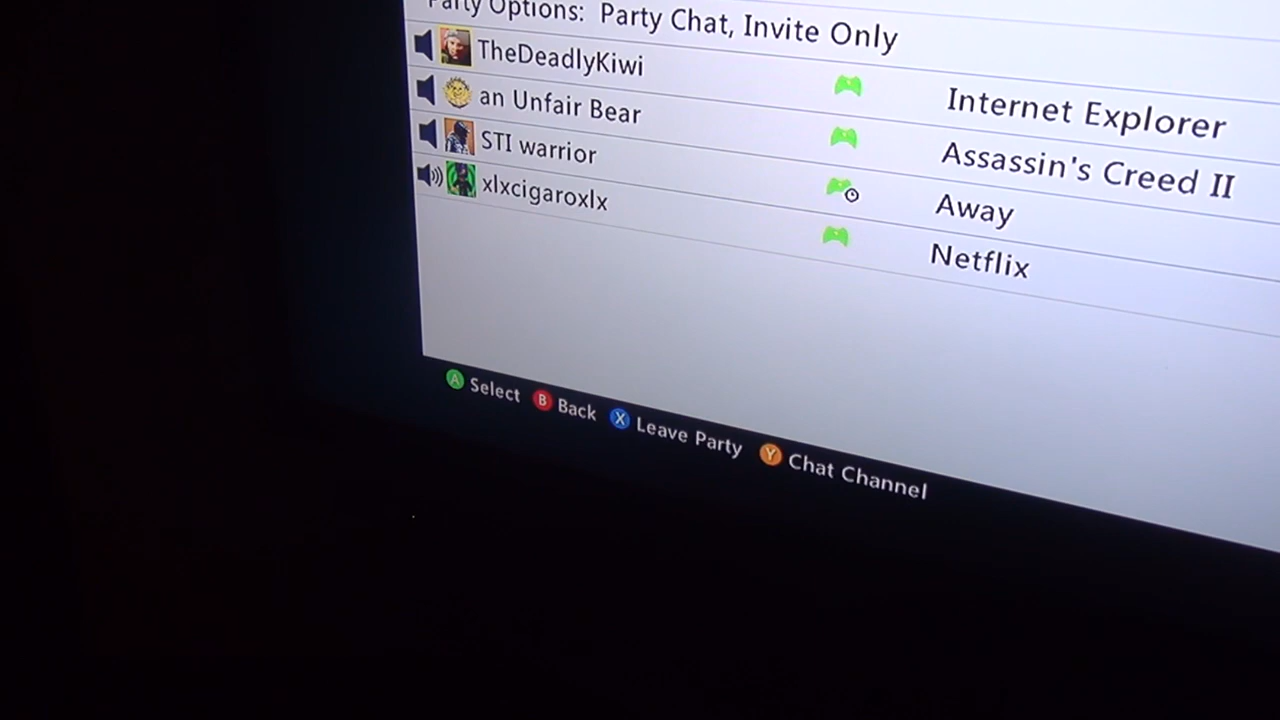 Party Options: Party Chat, Invite Only
TheDeadlyKiwi Internet Explorer
an Unfair Bear Assassin's Creed II
STI warrior Away
xlxcigaroxlx Netflix
A Select B Back X Leave Party Y Chat Channel